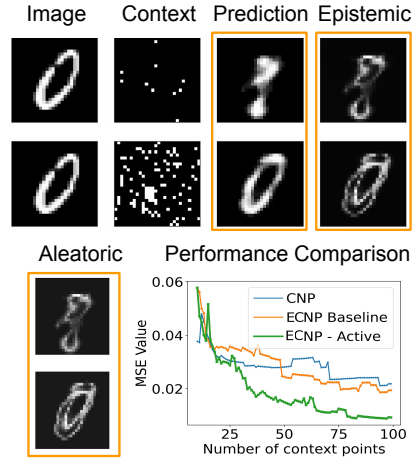 Image Context Prediction Epistemic
Aleatoric Performance Comparison
0.06
0.04
0.02
MSE Value
CNP
ECNP Baseline
ECNP - Active
25 50 75 100
Number of context points